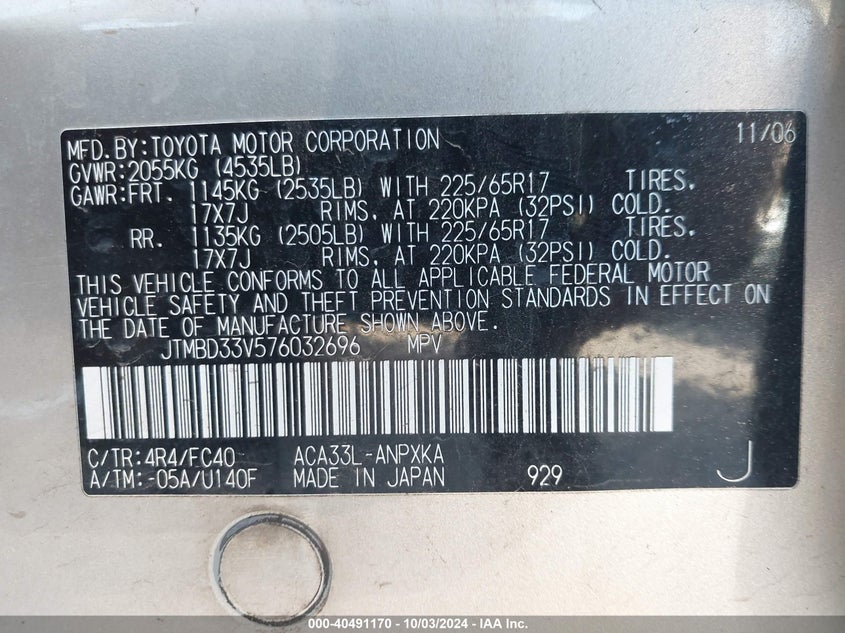 MFD.BY:TOYOTA MOTOR CORPORATION 11/06
GVWR:2055KG (4535LB)
GAWR:FRT. 1145KG (2535LB) WITH 225/65R17 TIRES,
17X7J RIMS, AT 220KPA (32PSI) COLD.
RR. 1135KG (2505LB) WITH 225/65R17 TIRES,
17X7J RIMS, AT 220KPA (32PSI) COLD.
THIS VEHICLE CONFORMS TO ALL APPLICABLE FEDERAL MOTOR
VEHICLE SAFETY AND THEFT PREVENTION STANDARDS IN EFFECT ON
THE DATE OF MANUFACTURE SHOWN ABOVE.
JTMBD33V576032696 MPV
C/TR:4R4/FC40 ACA33L-ANPXKA
A/TM:-05A/U140F MADE IN JAPAN 929 J
000-40491170 - 10/03/2024 - IAA Inc.